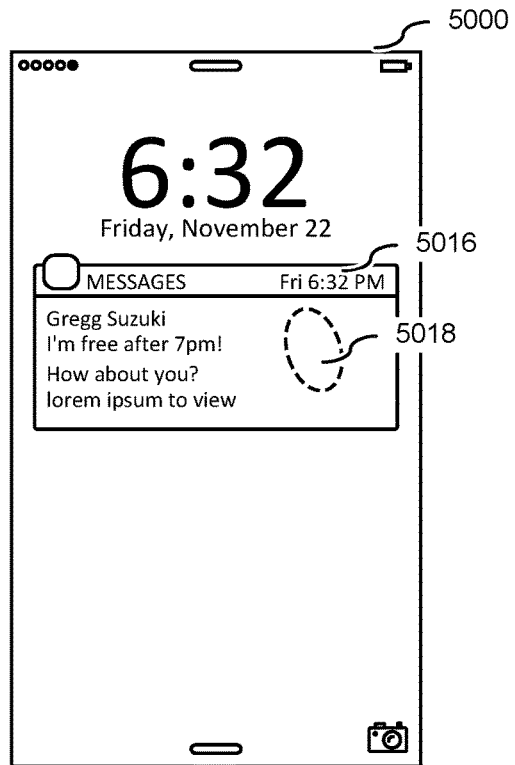 5000
6:32
Friday, November 22
5016
MESSAGES Fri 6:32 PM
Gregg Suzuki
I'm free after 7pm!
5018
How about you?
lorem ipsum to view